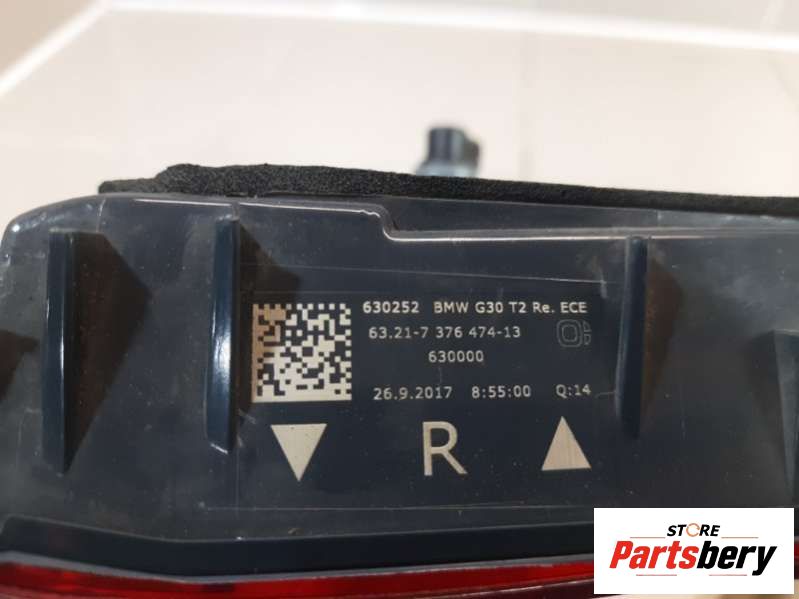 630252 BMW G30 T2 Re. ECE
63.21-7 376 474-13
630000
26.9.2017 8:55:00 Q:14
R
STORE
Partsbery